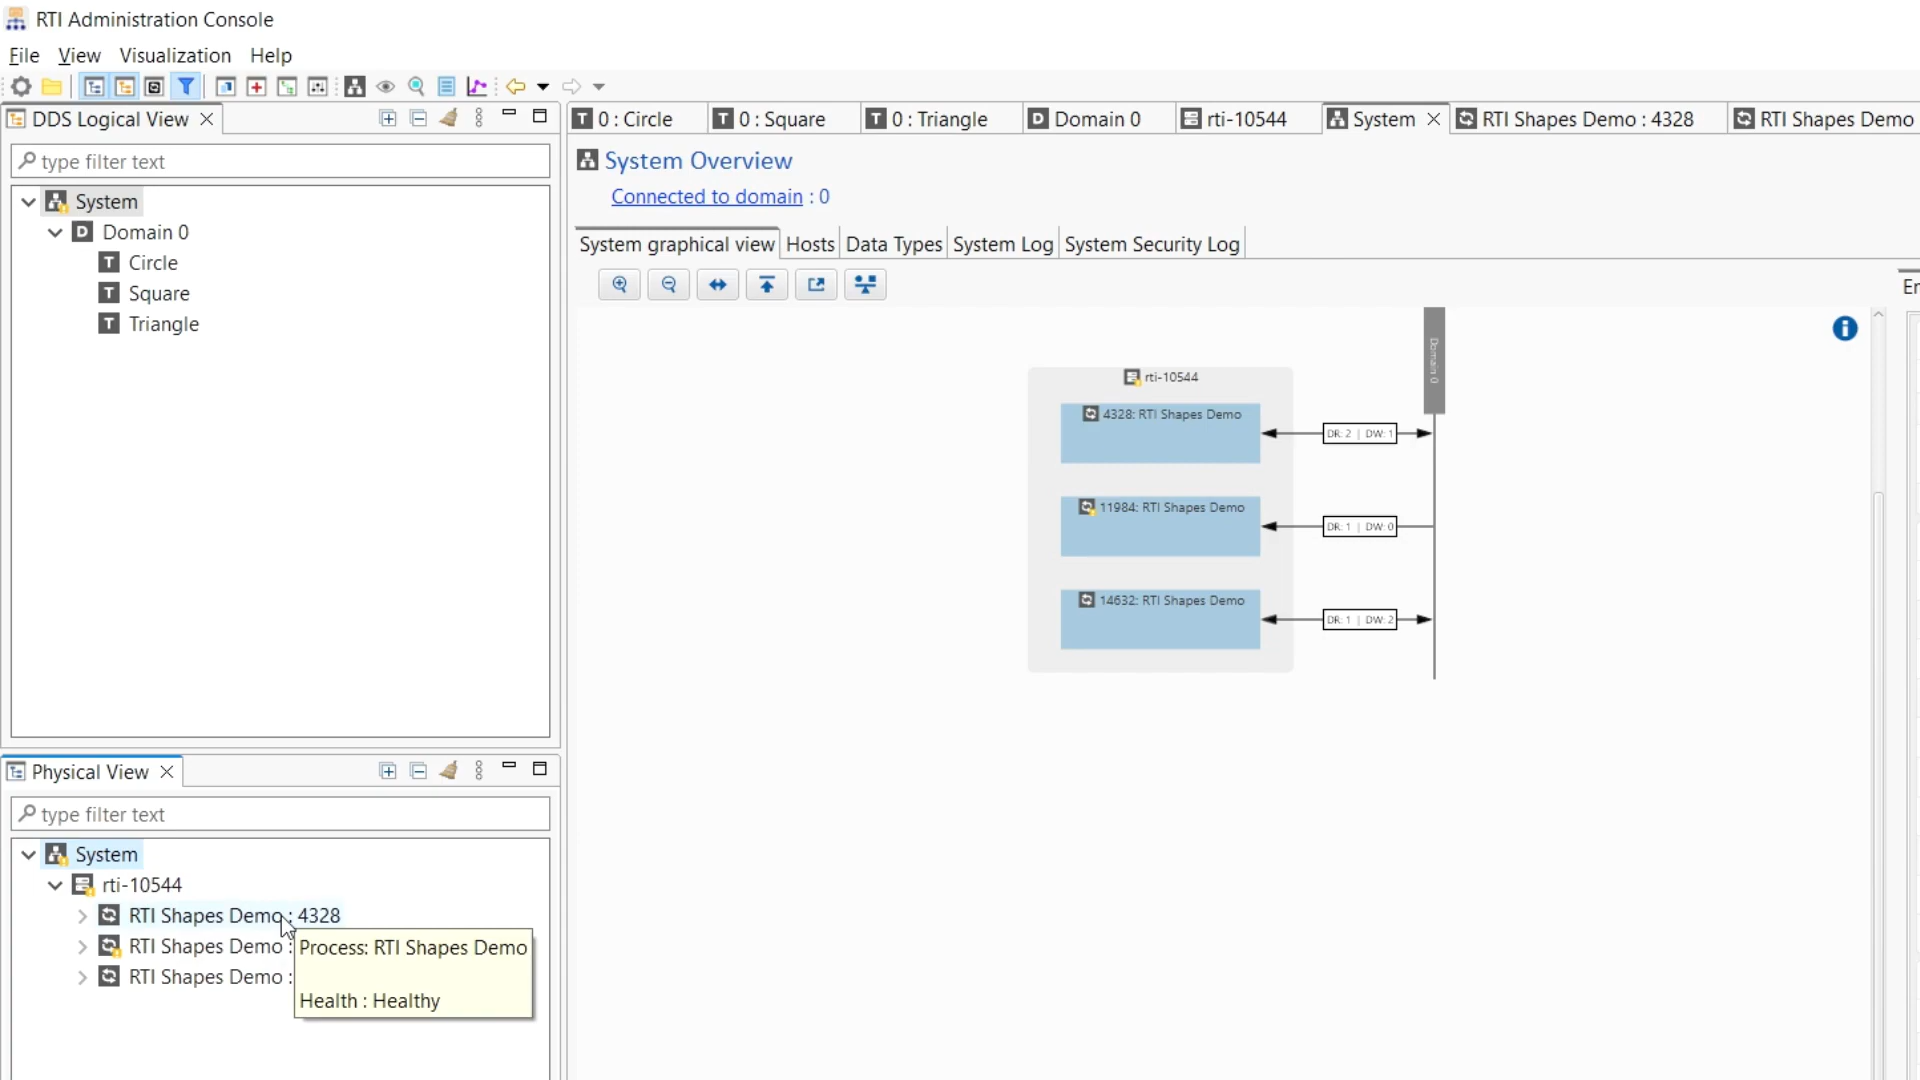 RTI Administration Console
File View Visualization Help
DDS Logical View
type filter text
System
Domain 0
Circle
Square
Triangle
Physical View
type filter text
System
rti-10544
RTI Shapes Demo : 4328
RTI Shapes Demo :
RTI Shapes Demo :
Process: RTI Shapes Demo
Health : Healthy
0 : Circle
0 : Square
0 : Triangle
Domain 0
rti-10544
System
RTI Shapes Demo : 4328
RTI Shapes Demo
System Overview
Connected to domain : 0
System graphical view
Hosts
Data Types
System Log
System Security Log
Er
Domain 0
rti-10544
4328: RTI Shapes Demo
DR: 2 | DW: 1
11984: RTI Shapes Demo
DR: 1 | DW: 0
14632: RTI Shapes Demo
DR: 1 | DW: 2